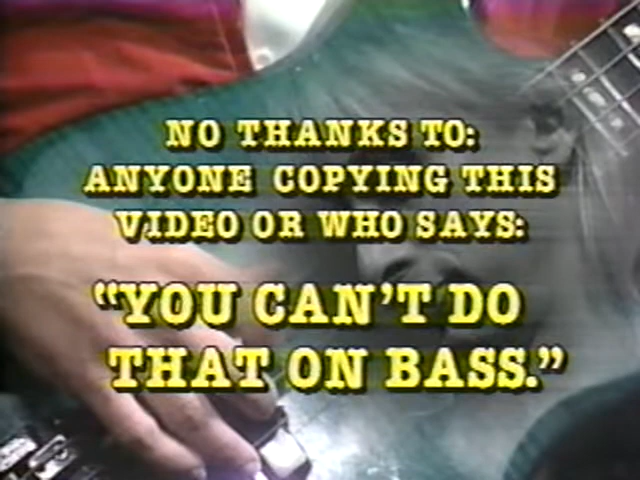 NO THANKS TO:
ANYONE COPYING THIS
VIDEO OR WHO SAYS:
“YOU CAN’T DO
THAT ON BASS.”